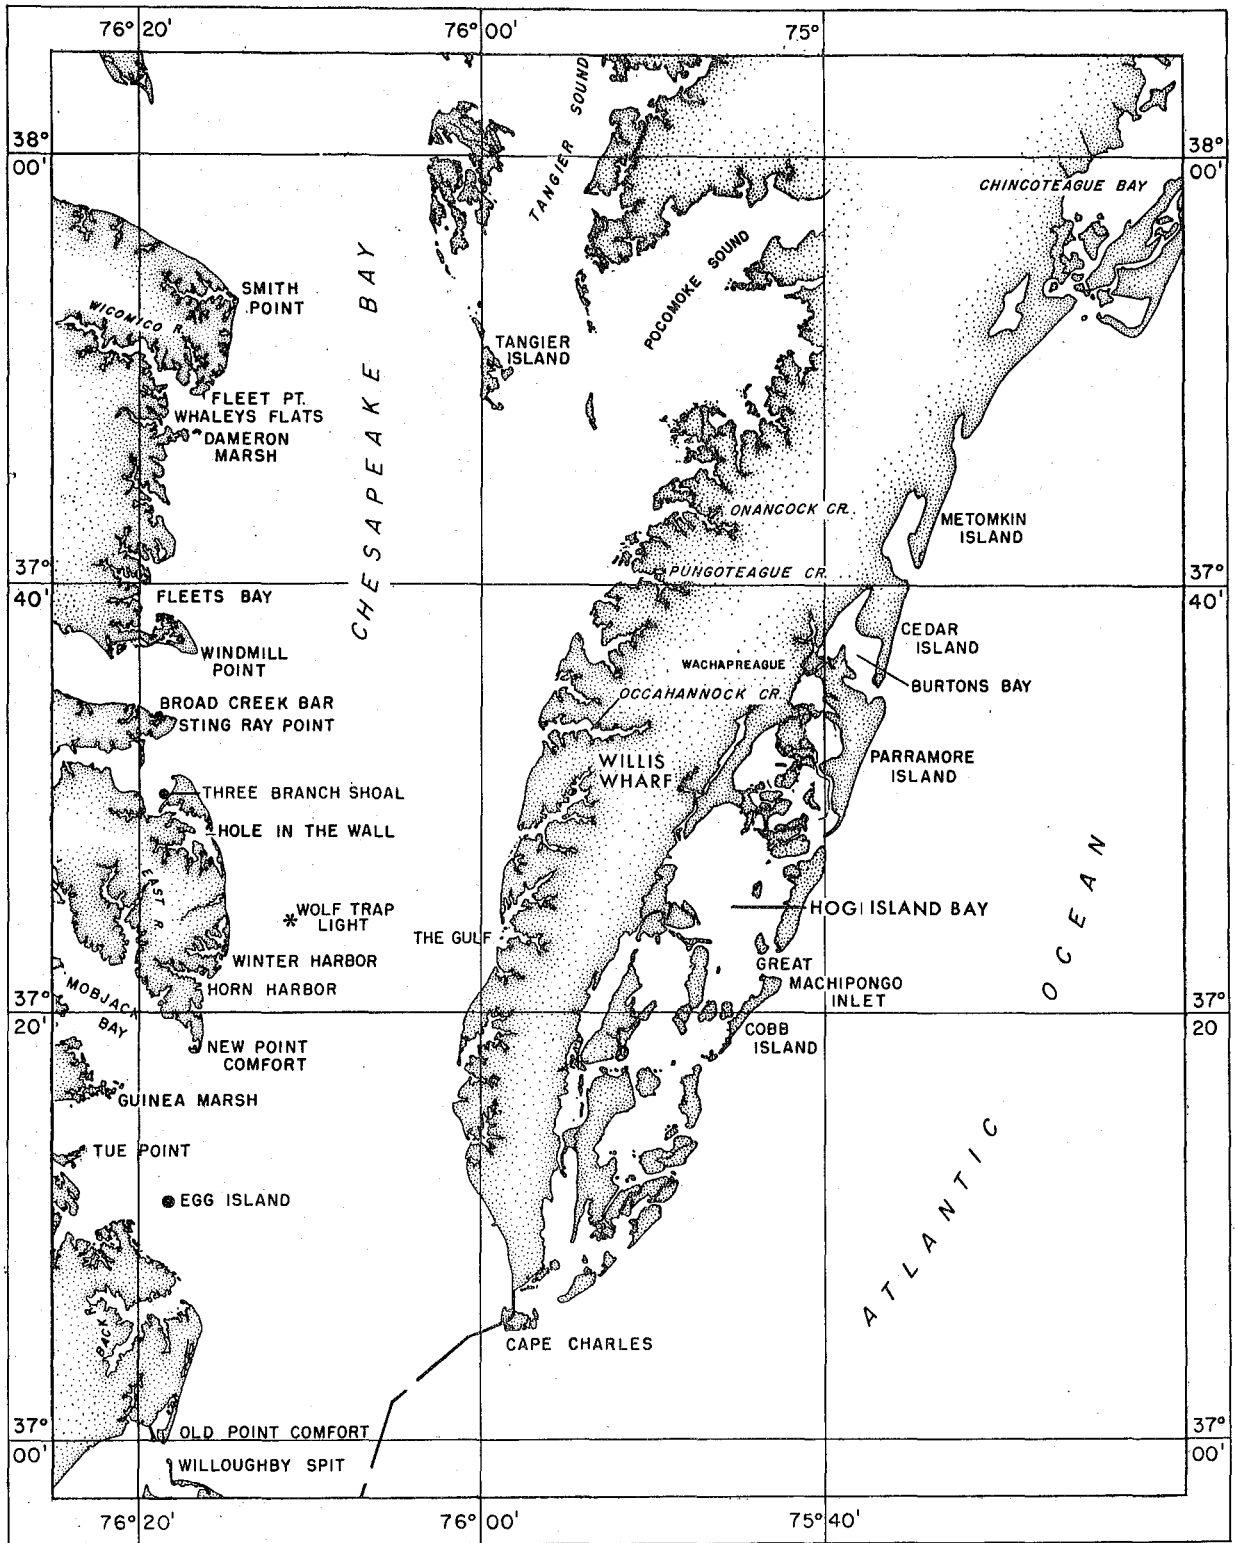 76°20'
76°00'
75°
TANGIER SOUND
38°
00'
38°
00'
CHINCOTEAGUE BAY
CHESAPEAKE BAY
POCOMOKE SOUND
SMITH
POINT
WICOMICO R.
TANGIER
ISLAND
FLEET PT.
WHALEYS FLATS
DAMERON
MARSH
ONANCOCK CR.
METOMKIN
ISLAND
PUNGOTEAGUE CR.
37°
40'
37°
40'
FLEETS BAY
CEDAR
ISLAND
WINDMILL
POINT
WACHAPREAGUE
BURTONS BAY
OCCAHANNOCK CR.
BROAD CREEK BAR
STING RAY POINT
WILLIS
WHARF
PARRAMORE
ISLAND
THREE BRANCH SHOAL
HOLE IN THE WALL
EAST R.
WOLF TRAP
LIGHT
HOG ISLAND BAY
THE GULF
WINTER HARBOR
GREAT
MACHIPONGO
INLET
HORN HARBOR
MOBJACK
BAY
37°
20'
37°
20
COBB
ISLAND
NEW POINT
COMFORT
GUINEA MARSH
TUE POINT
EGG ISLAND
ATLANTIC OCEAN
BACK R.
CAPE CHARLES
OLD POINT COMFORT
37°
00'
37°
00'
WILLOUGHBY SPIT
76°20'
76°00'
75°40'